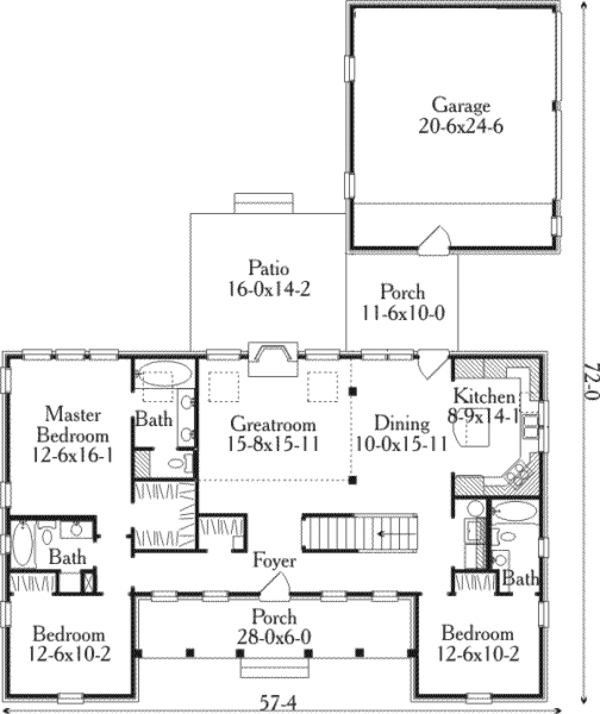 Garage
20-6x24-6
Patio
16-0x14-2
Porch
11-6x10-0
72-0
Master
Bedroom
12-6x16-1
Bath
Greatroom
15-8x15-11
Dining
10-0x15-11
Kitchen
8-9x14-1
Bath
Foyer
Bath
Bedroom
12-6x10-2
Porch
28-0x6-0
Bedroom
12-6x10-2
57-4